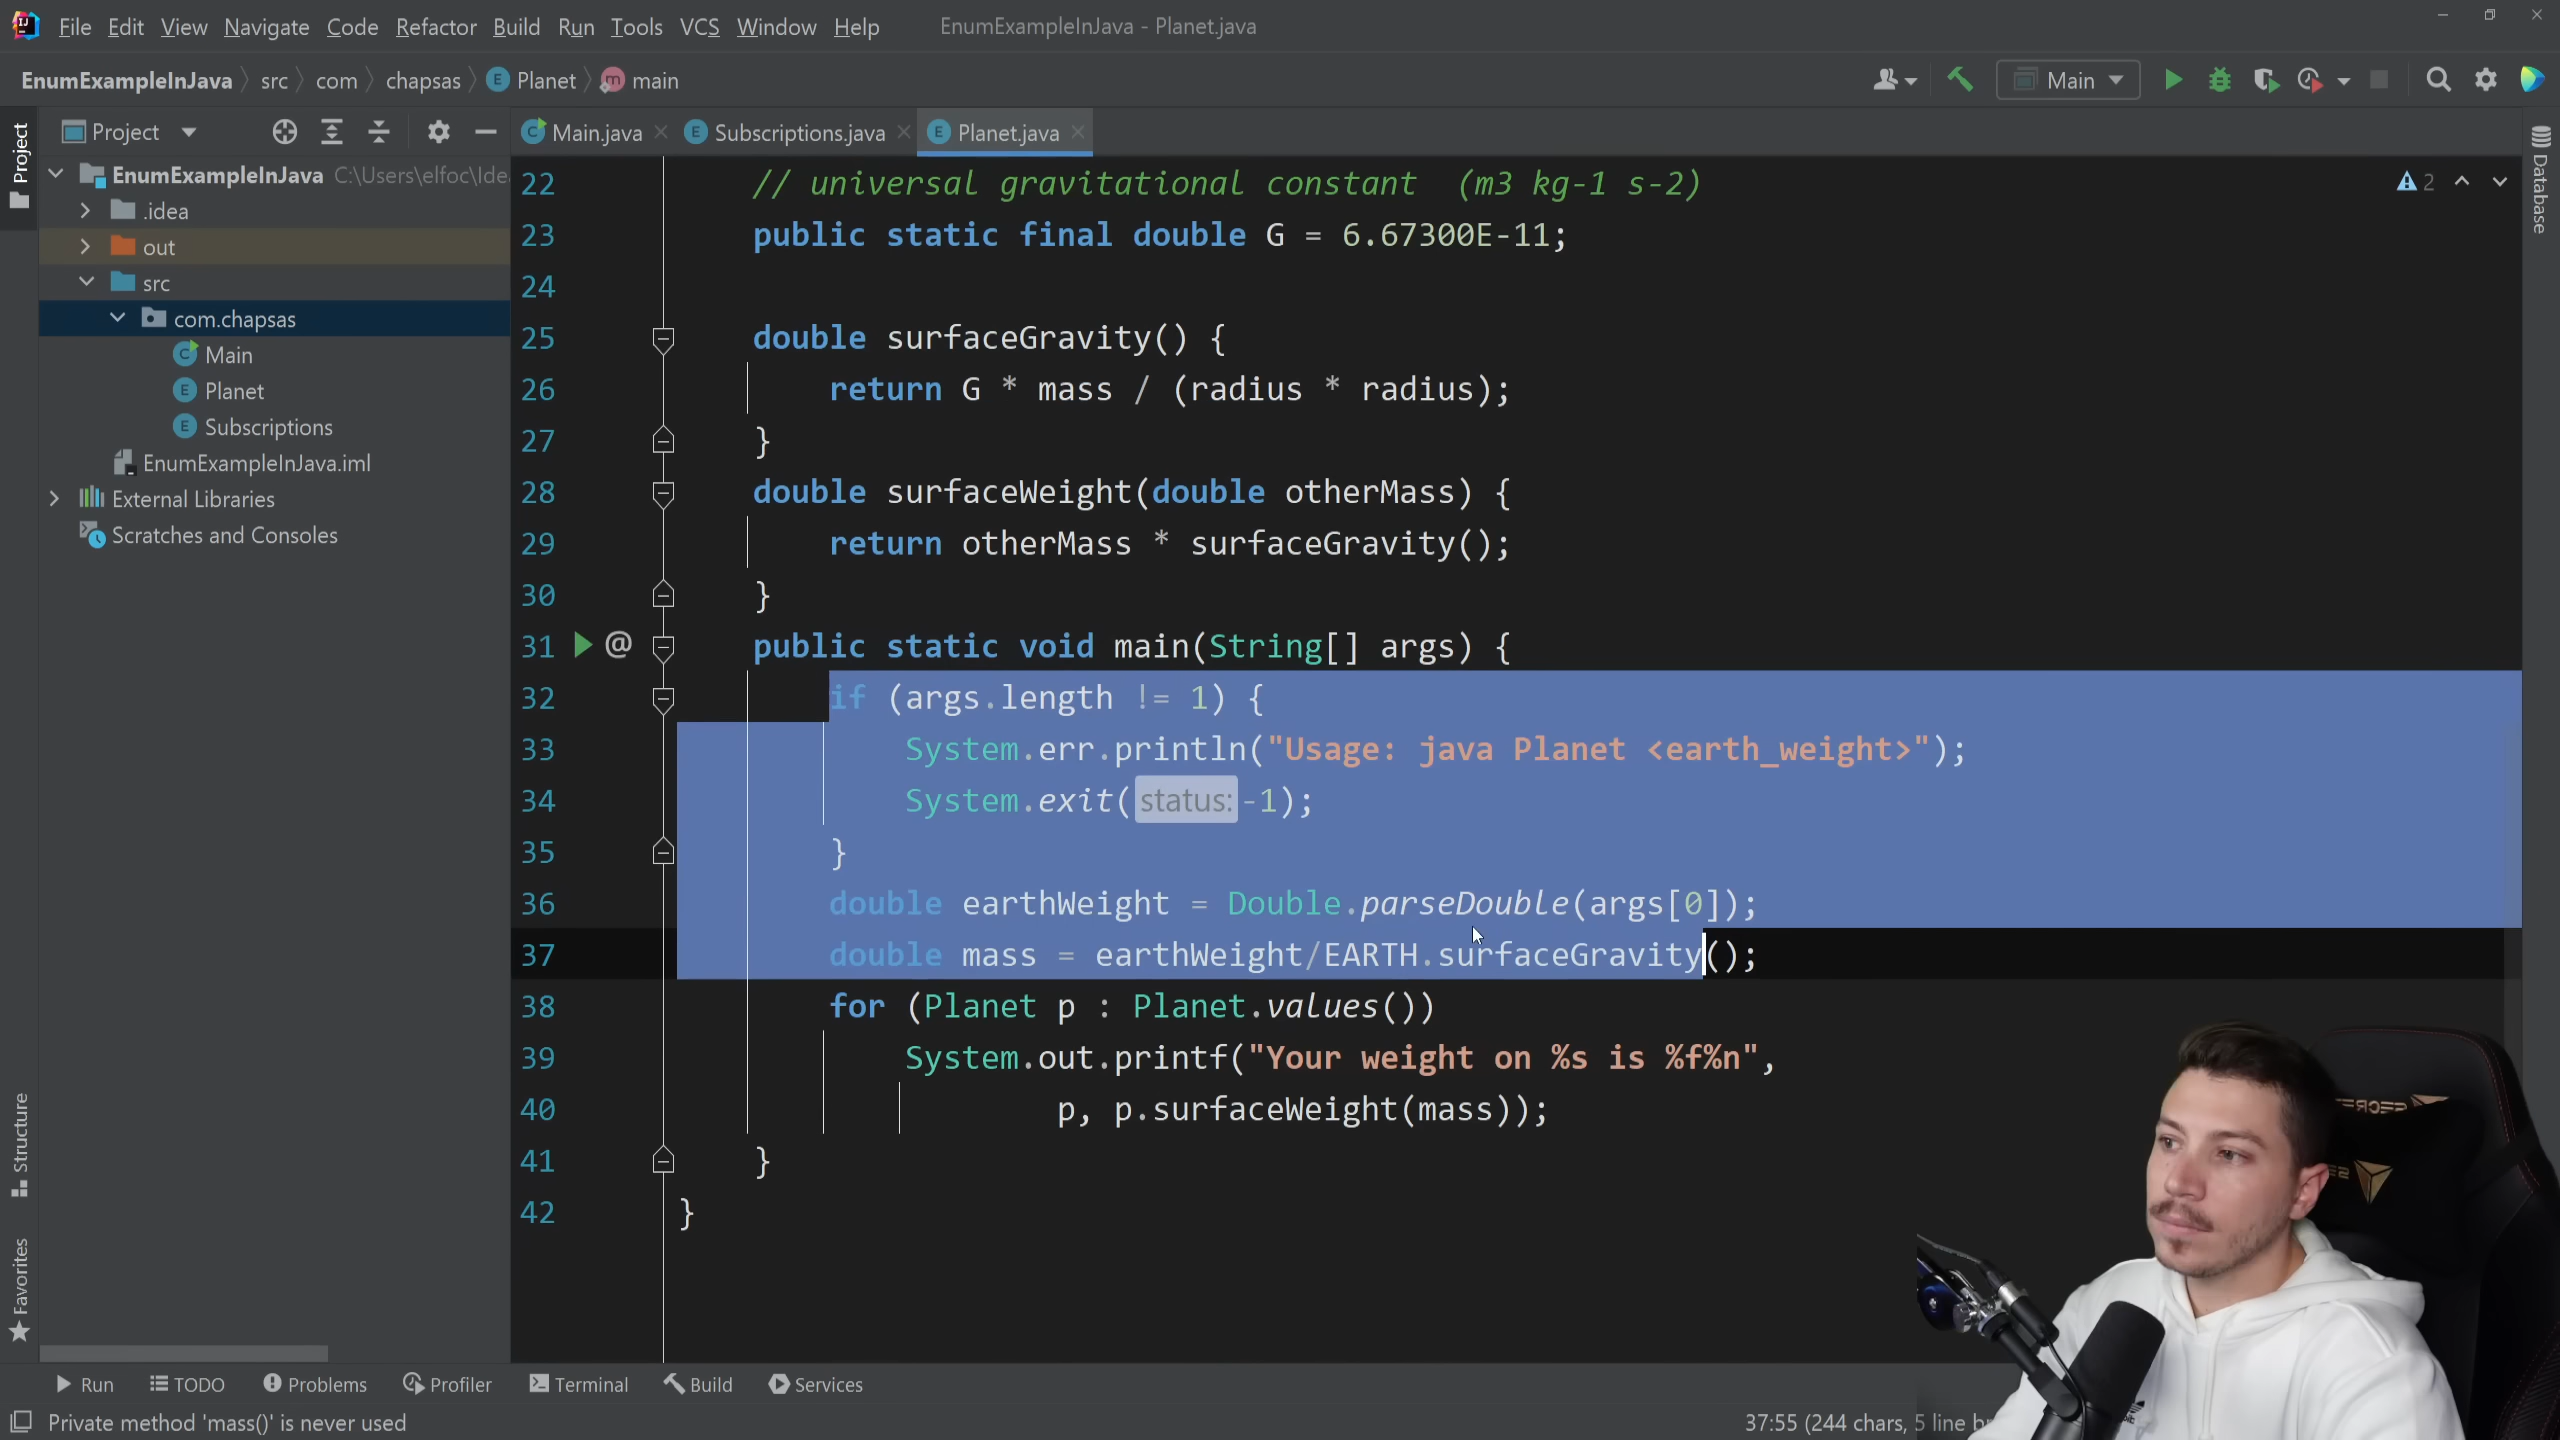 File Edit View Navigate Code Refactor Build Run Tools VCS Window Help EnumExampleInJava - Planet.java
EnumExampleInJava src com chapsas Planet main Main
Project Main.java Subscriptions.java Planet.java
Project
EnumExampleInJava C:\Users\elfoc\Ide
.idea
out
src
com.chapsas
Main
Planet
Subscriptions
EnumExampleInJava.iml
External Libraries
Scratches and Consoles
Structure
Favorites
22 // universal gravitational constant (m3 kg-1 s-2)
23 public static final double G = 6.67300E-11;
24
25 double surfaceGravity() {
26 return G * mass / (radius * radius);
27 }
28 double surfaceWeight(double otherMass) {
29 return otherMass * surfaceGravity();
30 }
31 @ public static void main(String[] args) {
32 if (args.length != 1) {
33 System.err.println("Usage: java Planet <earth_weight>");
34 System.exit( status: -1);
35 }
36 double earthWeight = Double.parseDouble(args[0]);
37 double mass = earthWeight/EARTH.surfaceGravity();
38 for (Planet p : Planet.values())
39 System.out.printf("Your weight on %s is %f%n",
40 p, p.surfaceWeight(mass));
41 }
42 }
2
Database
Run TODO Problems Profiler Terminal Build Services
Private method 'mass()' is never used 37:55 (244 chars, 5 line